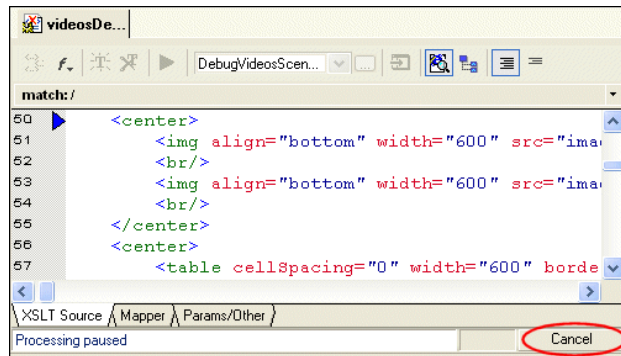 videosDe...
f
DebugVideosScen... ...
match: /
50 <center>
51 <img align="bottom" width="600" src="ima
52 <br/>
53 <img align="bottom" width="600" src="ima
54 <br/>
55 </center>
56 <center>
57 <table cellSpacing="0" width="600" borde
XSLT Source Mapper Params/Other
Processing paused Cancel